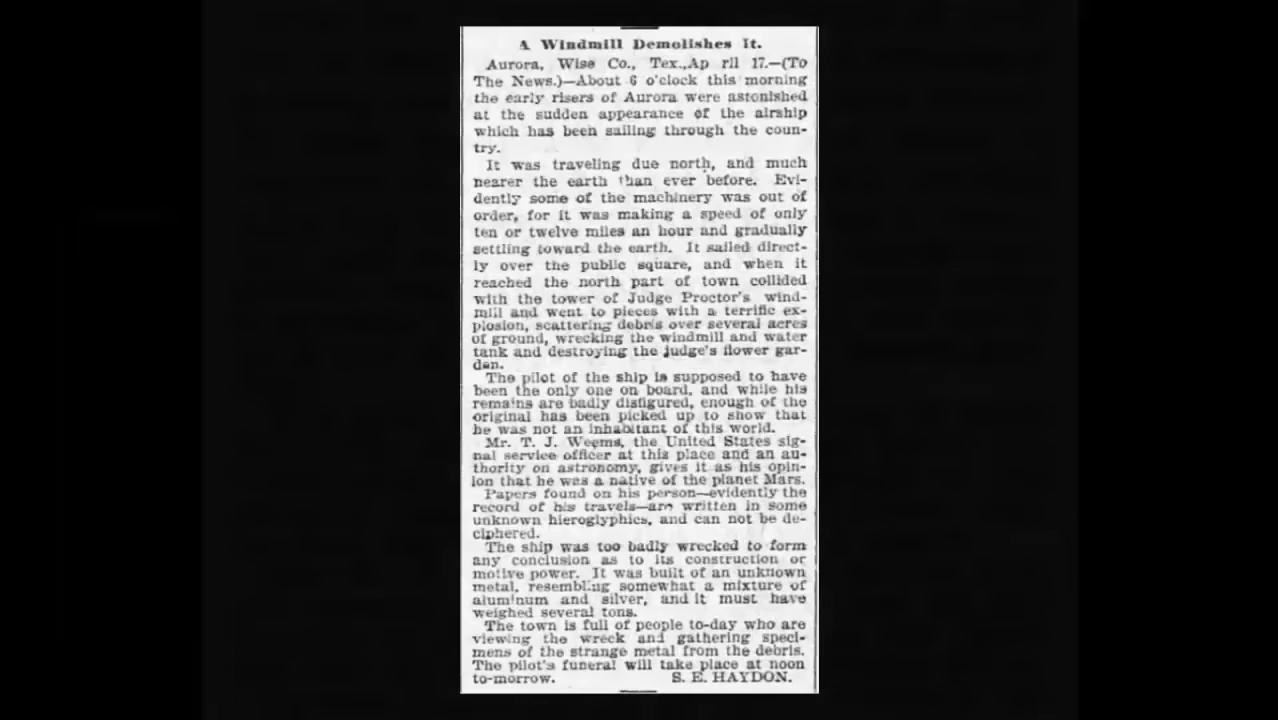 A Windmill Demolishes It.
Aurora, Wise Co., Tex.,Ap ril 17.—(To
The News.)—About 6 o'clock this morning
the early risers of Aurora were astonished
at the sudden appearance of the airship
which has been sailing through the coun-
try.
It was traveling due north, and much
nearer the earth than ever before. Evi-
dently some of the machinery was out of
order, for it was making a speed of only
ten or twelve miles an hour and gradually
settling toward the earth. It sailed direct-
ly over the public square, and when it
reached the north part of town collided
with the tower of Judge Proctor's wind-
mill and went to pieces with a terrific ex-
plosion, scattering debris over several acres
of ground, wrecking the windmill and water
tank and destroying the judge's flower gar-
den.
The pilot of the ship is supposed to have
been the only one on board, and while his
remains are badly disfigured, enough of the
original has been picked up to show that
he was not an inhabitant of this world.
Mr. T. J. Weems, the United States sig-
nal service officer at this place and an au-
thority on astronomy, gives it as his opin-
ion that he was a native of the planet Mars.
Papers found on his person—evidently the
record of his travels—are written in some
unknown hieroglyphics, and can not be de-
ciphered.
The ship was too badly wrecked to form
any conclusion as to its construction or
motive power. It was built of an unknown
metal, resembling somewhat a mixture of
aluminum and silver, and it must have
weighed several tons.
The town is full of people to-day who are
viewing the wreck and gathering speci-
mens of the strange metal from the debris.
The pilot's funeral will take place at noon
to-morrow. S. E. HAYDON.